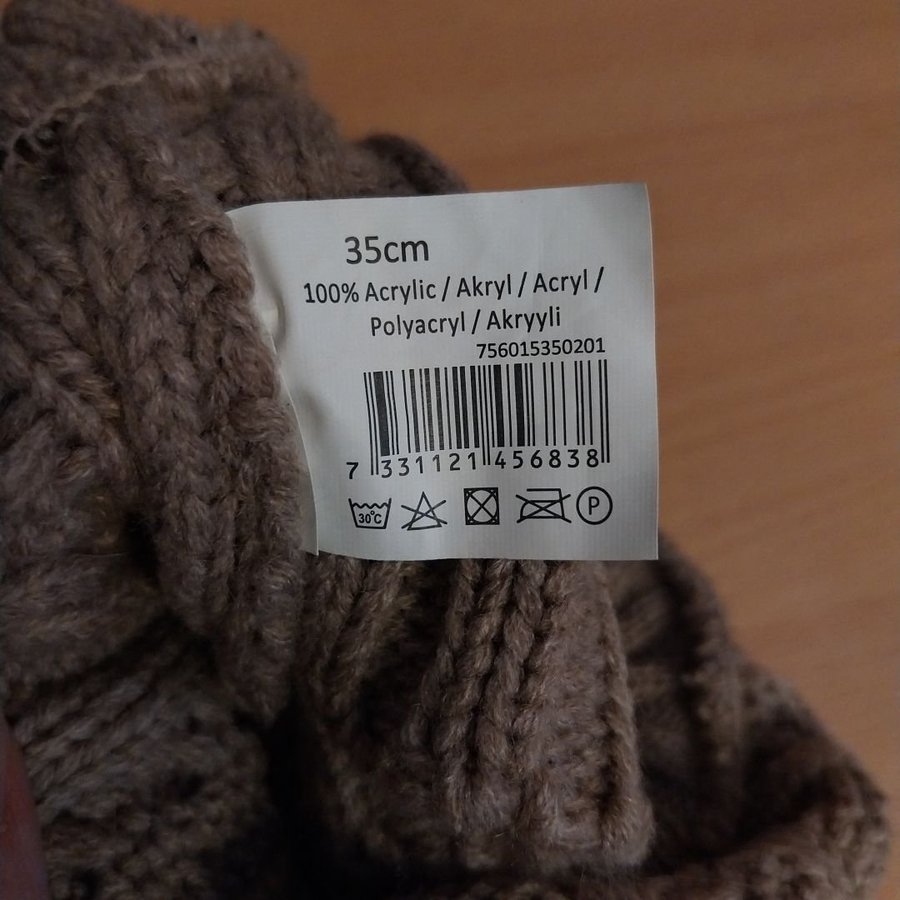 35cm
100% Acrylic / Akryl / Acryl /
Polyacryl / Akryyli
756015350201
7 331121 456838
30°C P